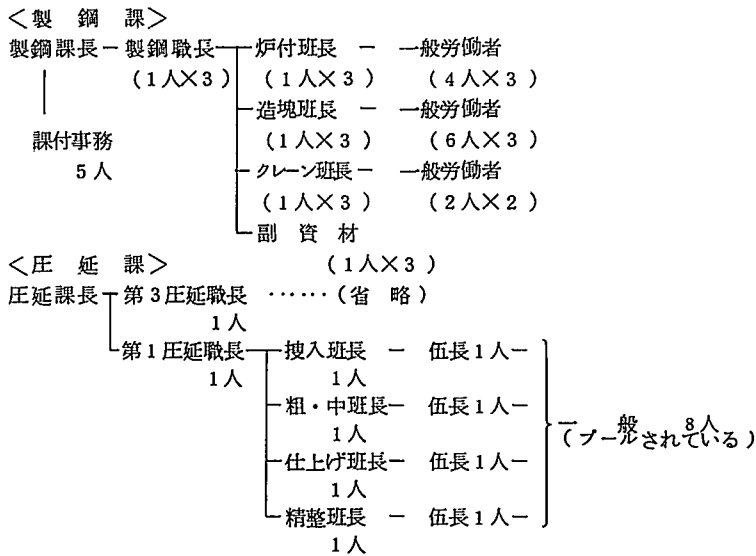 ＜製 鋼 課＞
製鋼課長 － 製鋼職長 － 炉付班長 － 一般労働者
（1人×3） （1人×3） （4人×3）
造塊班長 － 一般労働者
課付事務 （1人×3） （6人×3）
5人 クレーン班長 － 一般労働者
（1人×3） （2人×2）
副 資 材
＜圧 延 課＞ （1人×3）
圧延課長 第3圧延職長 ……（省 略）
1人
第1圧延職長 挿入班長 － 伍長1人－
1人 1人
粗・中班長－ 伍長1人－
1人 一 般 8人
（プールされている）
仕上げ班長－ 伍長1人－
1人
精整班長 － 伍長1人－
1人